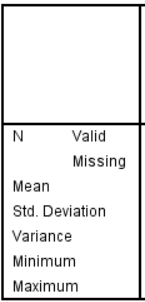 N Valid
Missing
Mean
Std. Deviation
Variance
Minimum
Maximum